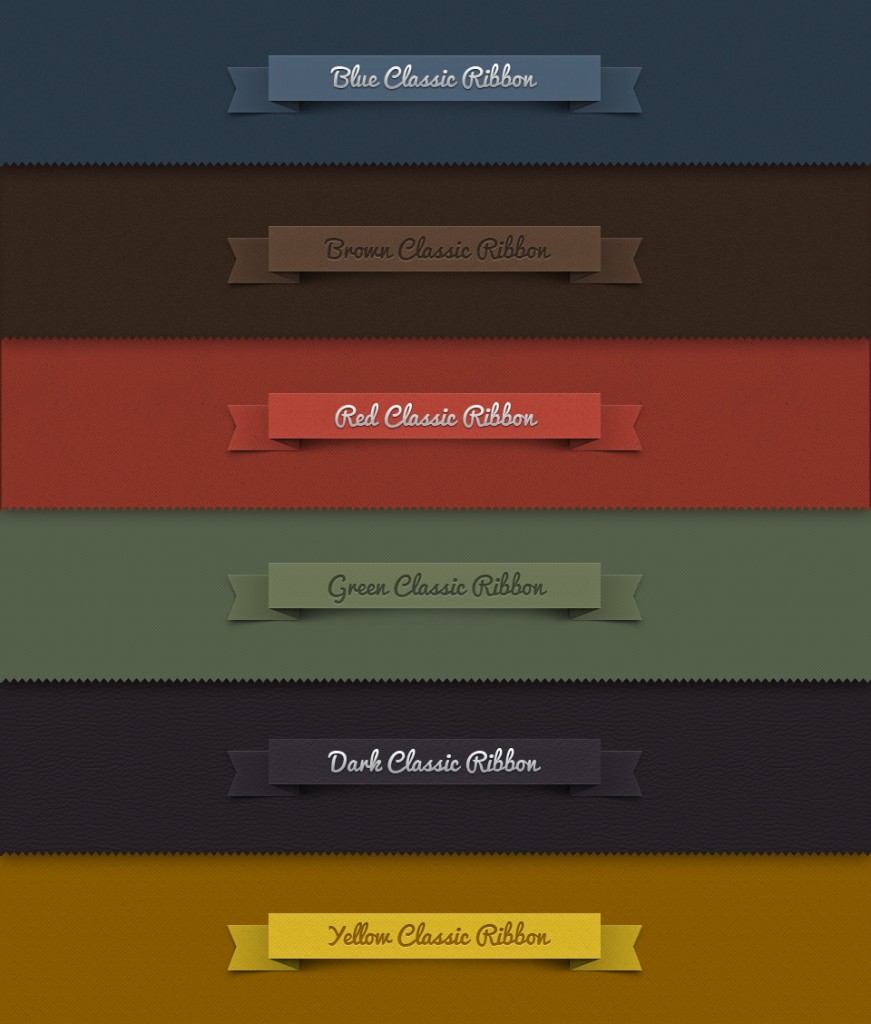 Blue Classic Ribbon
Brown Classic Ribbon
Red Classic Ribbon
Green Classic Ribbon
Dark Classic Ribbon
Yellow Classic Ribbon